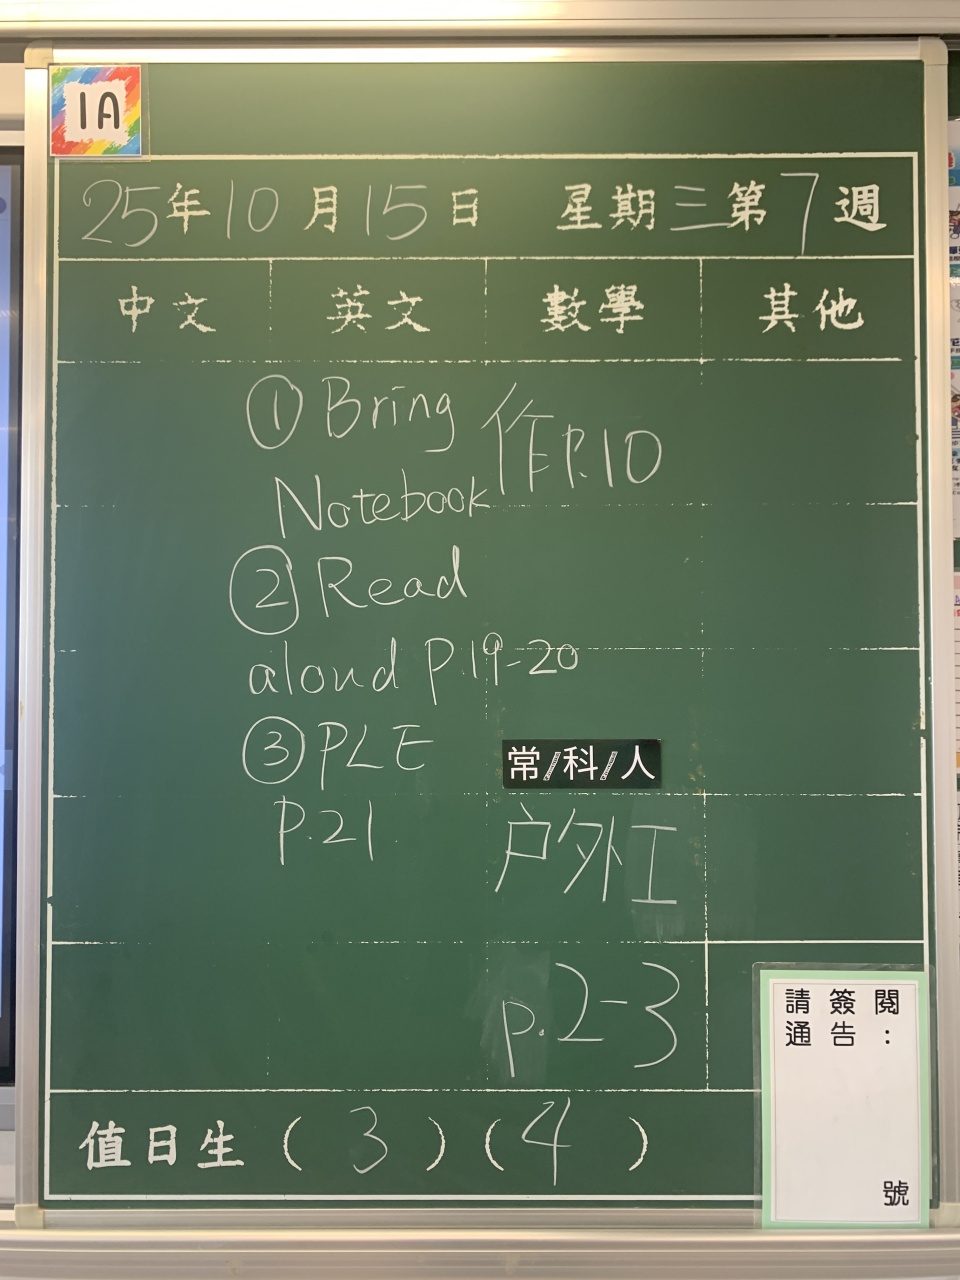 1A
25年10月15日 星期三第7週
中文 英文 數學 其他
① Bring
Notebook
作P.10
② Read
aloud P.19-20
③ PLE
P.21
常/科/人
户外工
p.2-3
請簽閱
通告:
號
值日生 ( 3 ) ( 4 )